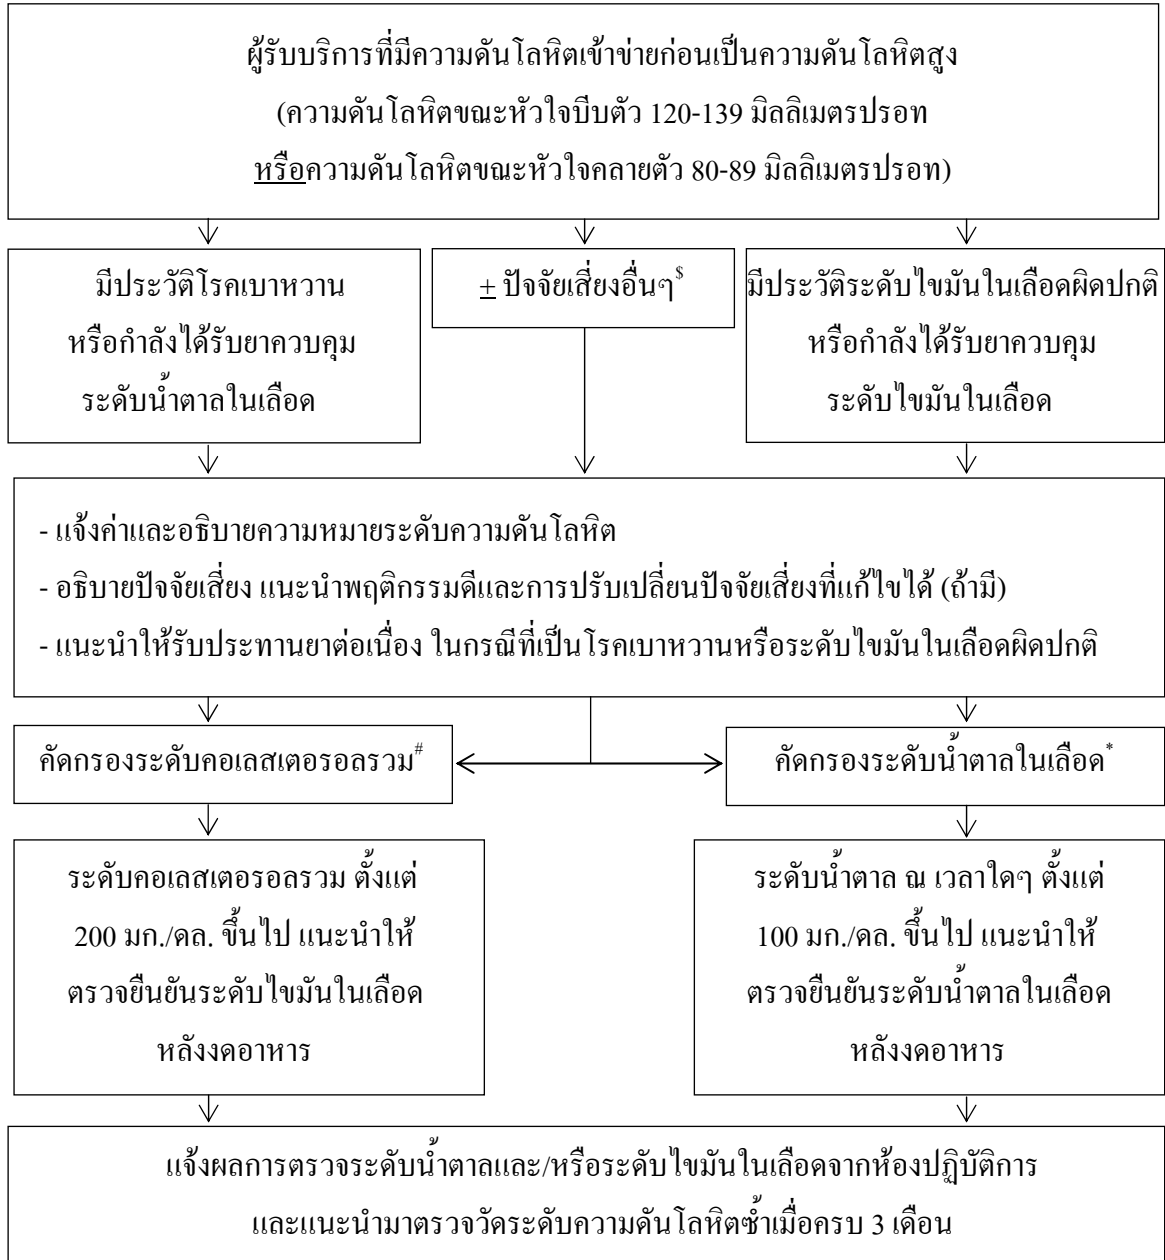 ผู้รับบริการที่มีความดันโลหิตเข้าข่ายก่อนเป็นความดันโลหิตสูง
(ความดันโลหิตขณะหัวใจบีบตัว 120-139 มิลลิเมตรปรอท
หรือความดันโลหิตขณะหัวใจคลายตัว 80-89 มิลลิเมตรปรอท)
มีประวัติโรคเบาหวาน
หรือกำลังได้รับยาควบคุม
ระดับน้ำตาลในเลือด
+ ปัจจัยเสี่ยงอื่นๆ$
มีประวัติระดับไขมันในเลือดผิดปกติ
หรือกำลังได้รับยาควบคุม
ระดับไขมันในเลือด
- แจ้งค่าและอธิบายความหมายระดับความดันโลหิต
- อธิบายปัจจัยเสี่ยง แนะนำพฤติกรรมดีและการปรับเปลี่ยนปัจจัยเสี่ยงที่แก้ไขได้ (ถ้ามี)
- แนะนำให้รับประทานยาต่อเนื่อง ในกรณีที่เป็นโรคเบาหวานหรือระดับไขมันในเลือดผิดปกติ
คัดกรองระดับคอเลสเตอรอลรวม#
คัดกรองระดับน้ำตาลในเลือด*
ระดับคอเลสเตอรอลรวม ตั้งแต่
200 มก./ดล. ขึ้นไป แนะนำให้
ตรวจยืนยันระดับไขมันในเลือด
หลังงดอาหาร
ระดับน้ำตาล ณ เวลาใดๆ ตั้งแต่
100 มก./ดล. ขึ้นไป แนะนำให้
ตรวจยืนยันระดับน้ำตาลในเลือด
หลังงดอาหาร
แจ้งผลการตรวจระดับน้ำตาลและ/หรือระดับไขมันในเลือดจากห้องปฏิบัติการ
และแนะนำมาตรวจวัดระดับความดันโลหิตซ้ำเมื่อครบ 3 เดือน